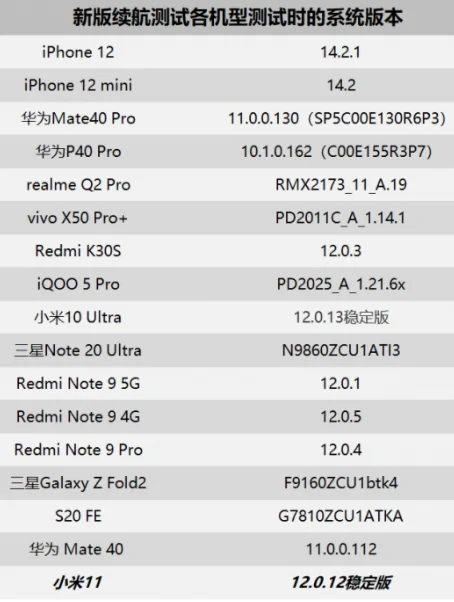 新版续航测试各机型测试时的系统版本
iPhone 12 14.2.1
iPhone 12 mini 14.2
华为Mate40 Pro 11.0.0.130（SP5C00E130R6P3）
华为P40 Pro 10.1.0.162（C00E155R3P7）
realme Q2 Pro RMX2173_11_A.19
vivo X50 Pro+ PD2011C_A_1.14.1
Redmi K30S 12.0.3
iQOO 5 Pro PD2025_A_1.21.6x
小米10 Ultra 12.0.13稳定版
三星Note 20 Ultra N9860ZCU1ATI3
Redmi Note 9 5G 12.0.1
Redmi Note 9 4G 12.0.5
Redmi Note 9 Pro 12.0.4
三星Galaxy Z Fold2 F9160ZCU1btk4
S20 FE G7810ZCU1ATKA
华为 Mate 40 11.0.0.112
小米11 12.0.12稳定版